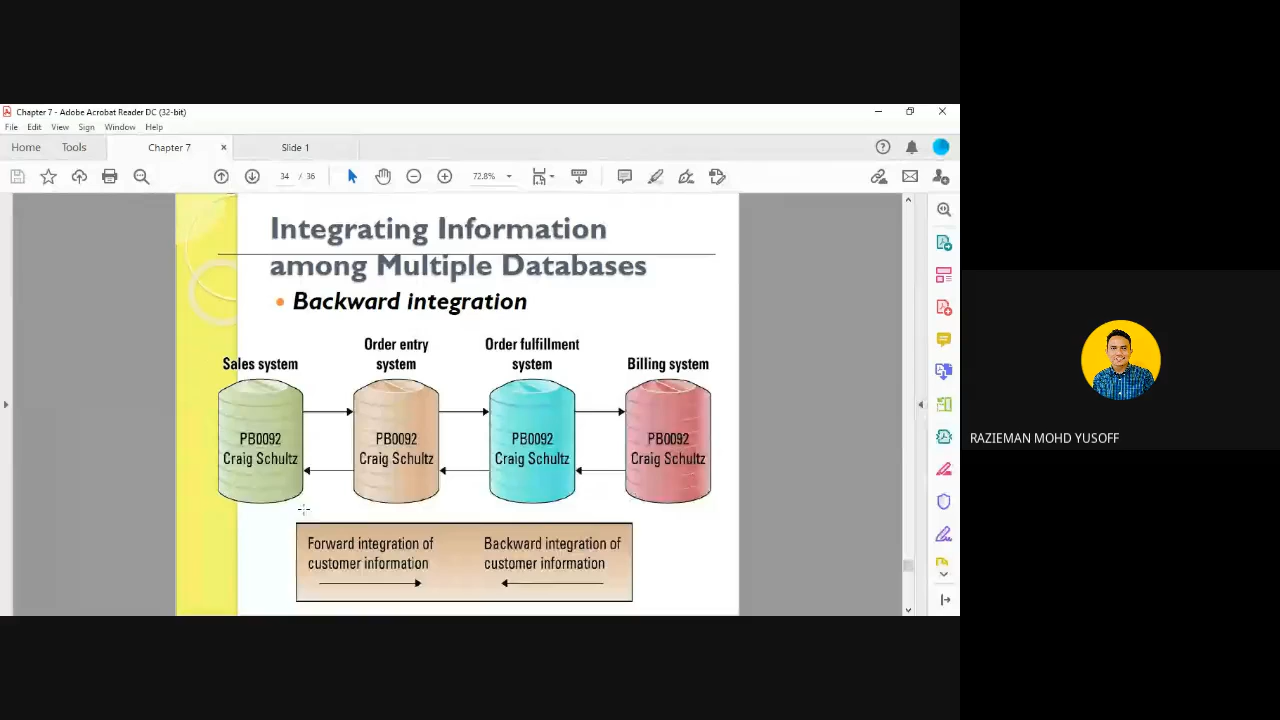 Chapter 7 - Adobe Acrobat Reader DC (32-bit)
File Edit View Sign Window Help
Home Tools Chapter 7 × Slide 1
34 / 36 72.8%
Integrating Information
among Multiple Databases
• Backward integration
Sales system
Order entry
system
Order fulfillment
system
Billing system
PB0092
Craig Schultz
PB0092
Craig Schultz
PB0092
Craig Schultz
PB0092
Craig Schultz
Forward integration of
customer information
Backward integration of
customer information
RAZIEMAN MOHD YUSOFF